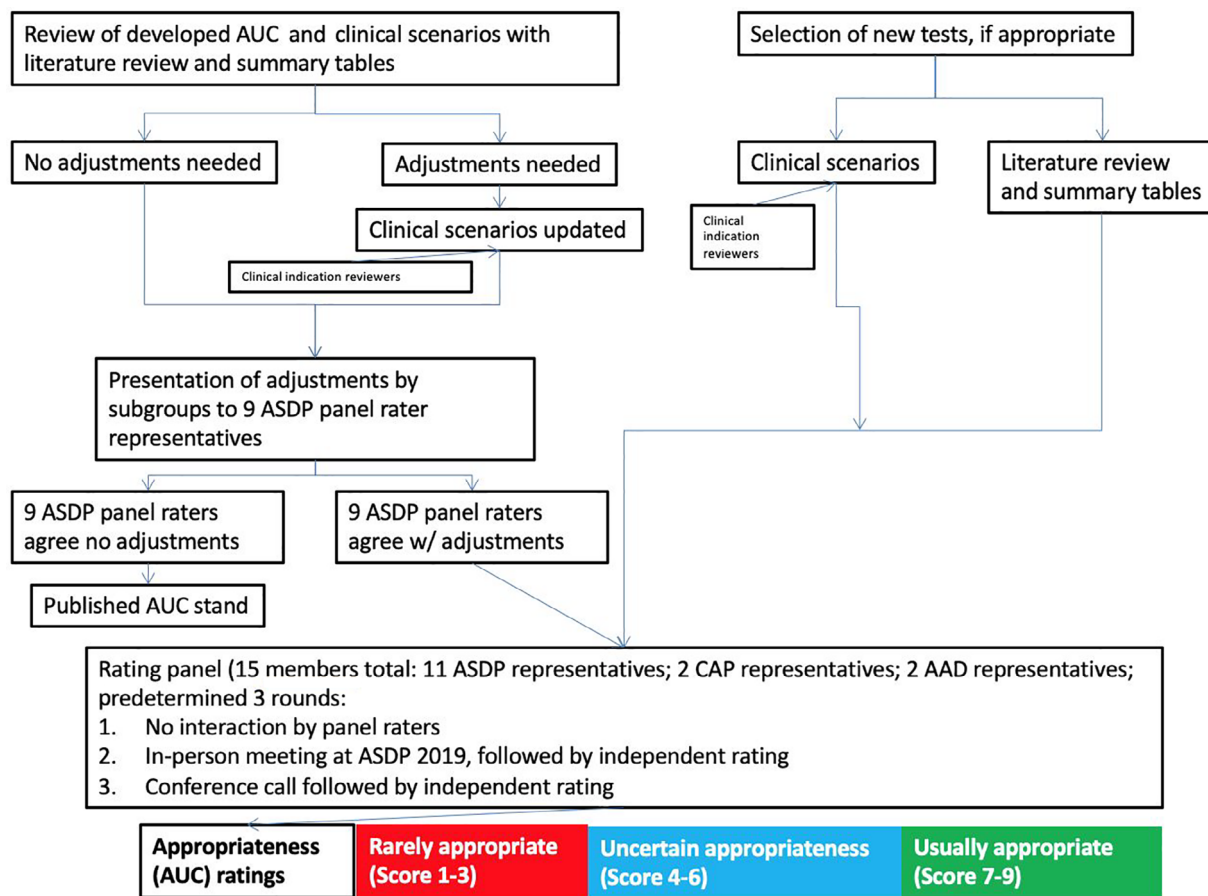 Review of developed AUC and clinical scenarios with
literature review and summary tables
Selection of new tests, if appropriate
No adjustments needed
Adjustments needed
Clinical scenarios
Literature review
and summary tables
Clinical scenarios updated
Clinical
indication
reviewers
Clinical indication reviewers
Presentation of adjustments by
subgroups to 9 ASDP panel rater
representatives
9 ASDP panel raters
agree no adjustments
9 ASDP panel raters
agree w/ adjustments
Published AUC stand
Rating panel (15 members total: 11 ASDP representatives; 2 CAP representatives; 2 AAD representatives;
predetermined 3 rounds:
1. No interaction by panel raters
2. In-person meeting at ASDP 2019, followed by independent rating
3. Conference call followed by independent rating
Appropriateness
(AUC) ratings
Rarely appropriate
(Score 1-3)
Uncertain appropriateness
(Score 4-6)
Usually appropriate
(Score 7-9)